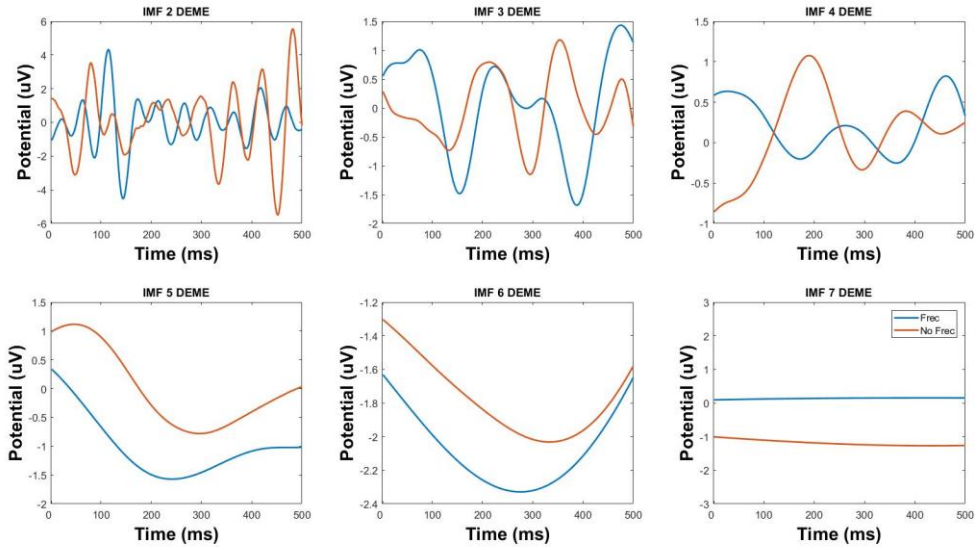 IMF 2 DEME
6
4
2
0
-2
-4
-6
Potential (uV)
0 100 200 300 400 500
Time (ms)
IMF 3 DEME
1.5
1
0.5
0
-0.5
-1
-1.5
-2
Potential (uV)
0 100 200 300 400 500
Time (ms)
IMF 4 DEME
1.5
1
0.5
0
-0.5
-1
Potential (uV)
0 100 200 300 400 500
Time (ms)
IMF 5 DEME
1.5
1
0.5
0
-0.5
-1
-1.5
-2
Potential (uV)
0 100 200 300 400 500
Time (ms)
IMF 6 DEME
-1.2
-1.4
-1.6
-1.8
-2
-2.2
-2.4
Potential (uV)
0 100 200 300 400 500
Time (ms)
IMF 7 DEME
3
2
1
0
-1
-2
-3
Potential (uV)
Frec
No Frec
0 100 200 300 400 500
Time (ms)